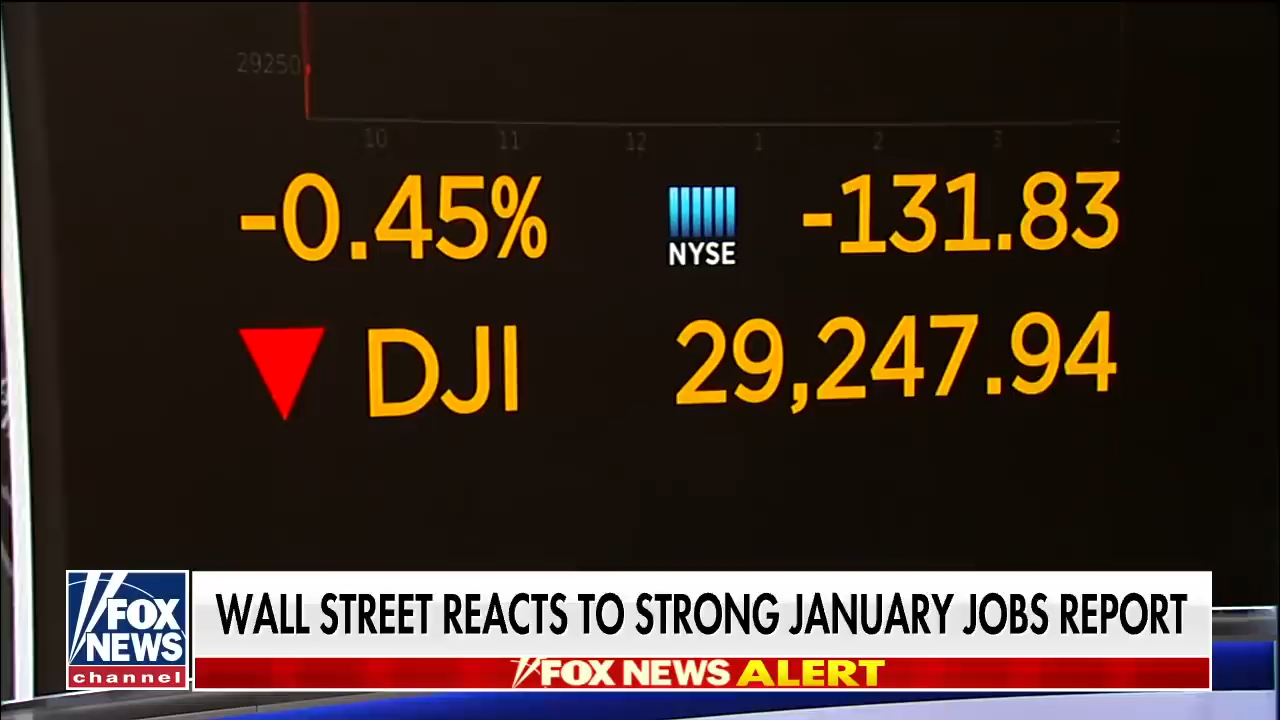 29250
10 11 12 1 2 3 4
-0.45% NYSE -131.83
DJI 29,247.94
FOX NEWS channel
WALL STREET REACTS TO STRONG JANUARY JOBS REPORT
FOX NEWS ALERT